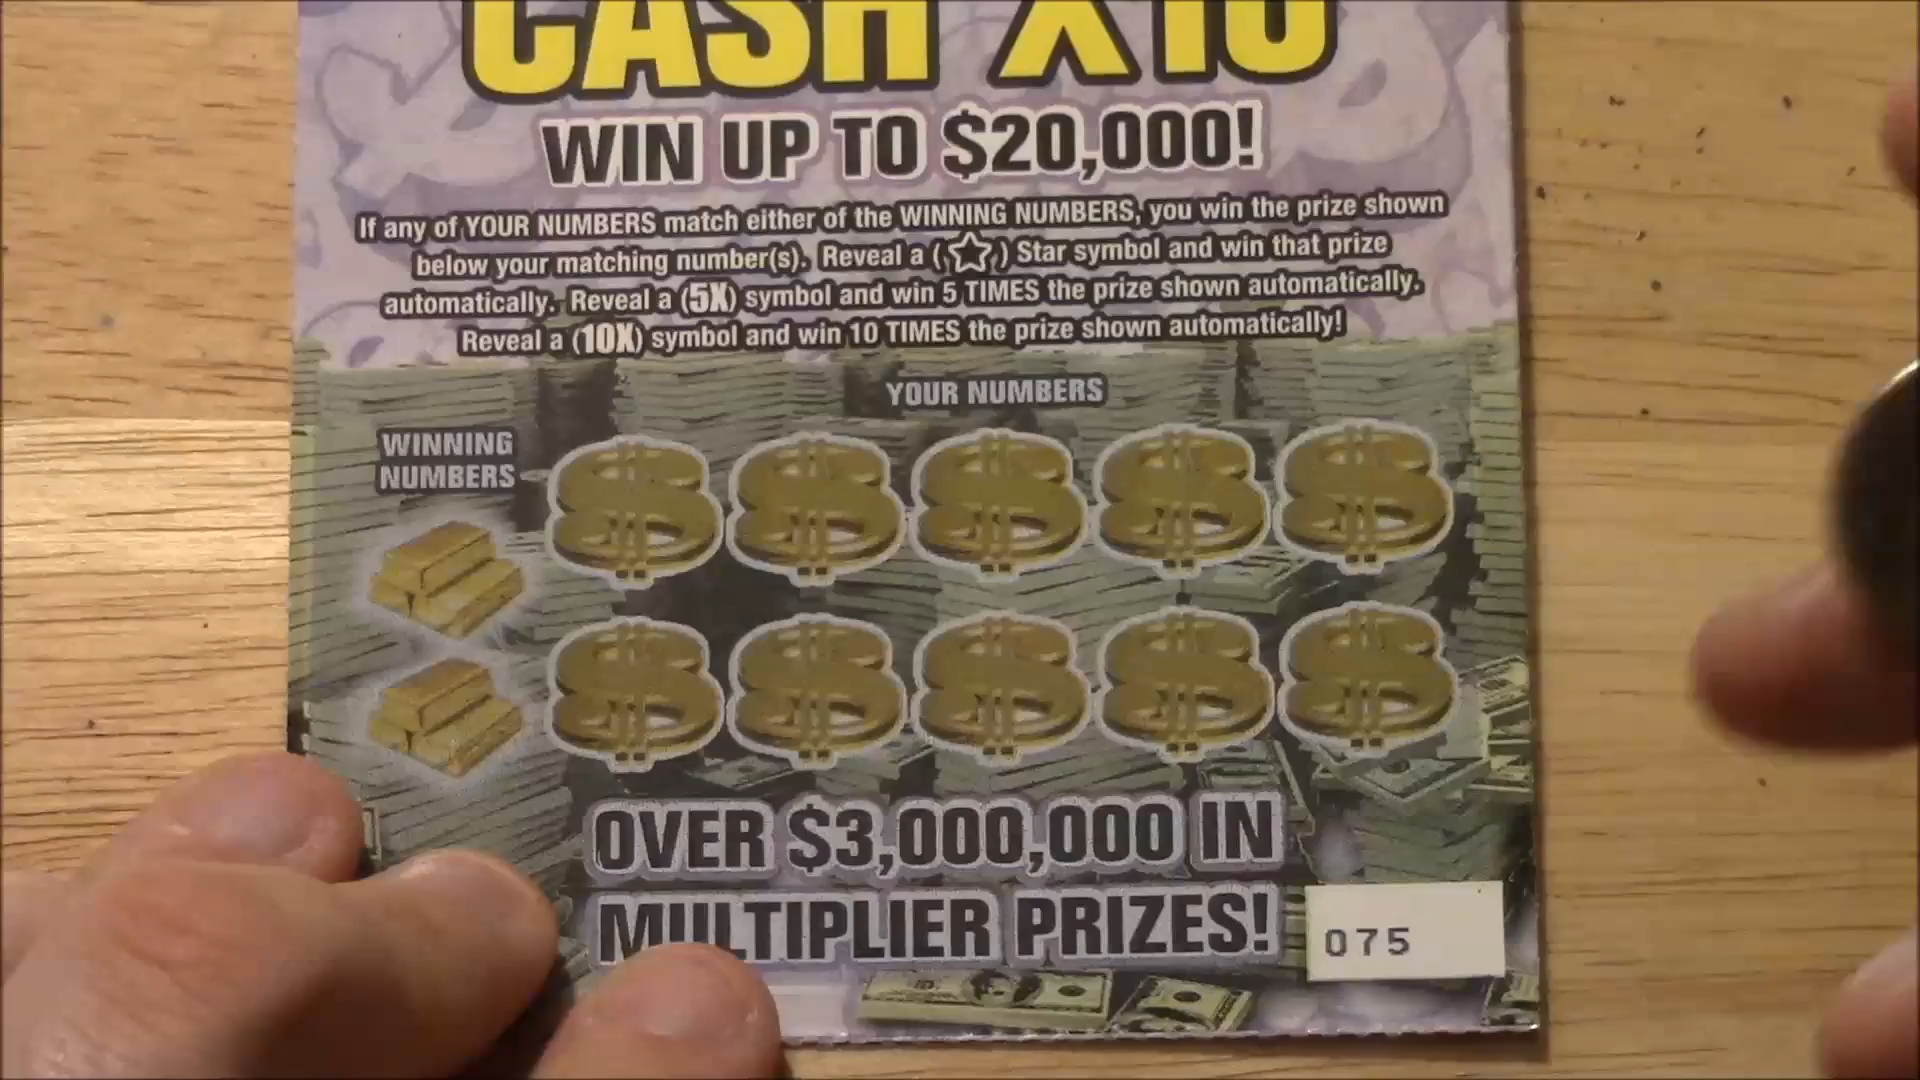 CASH X10
WIN UP TO $20,000!
If any of YOUR NUMBERS match either of the WINNING NUMBERS, you win the prize shown
below your matching number(s). Reveal a (☆) Star symbol and win that prize
automatically. Reveal a (5X) symbol and win 5 TIMES the prize shown automatically.
Reveal a (10X) symbol and win 10 TIMES the prize shown automatically!
YOUR NUMBERS
WINNING
NUMBERS
OVER $3,000,000 IN
MULTIPLIER PRIZES!
075